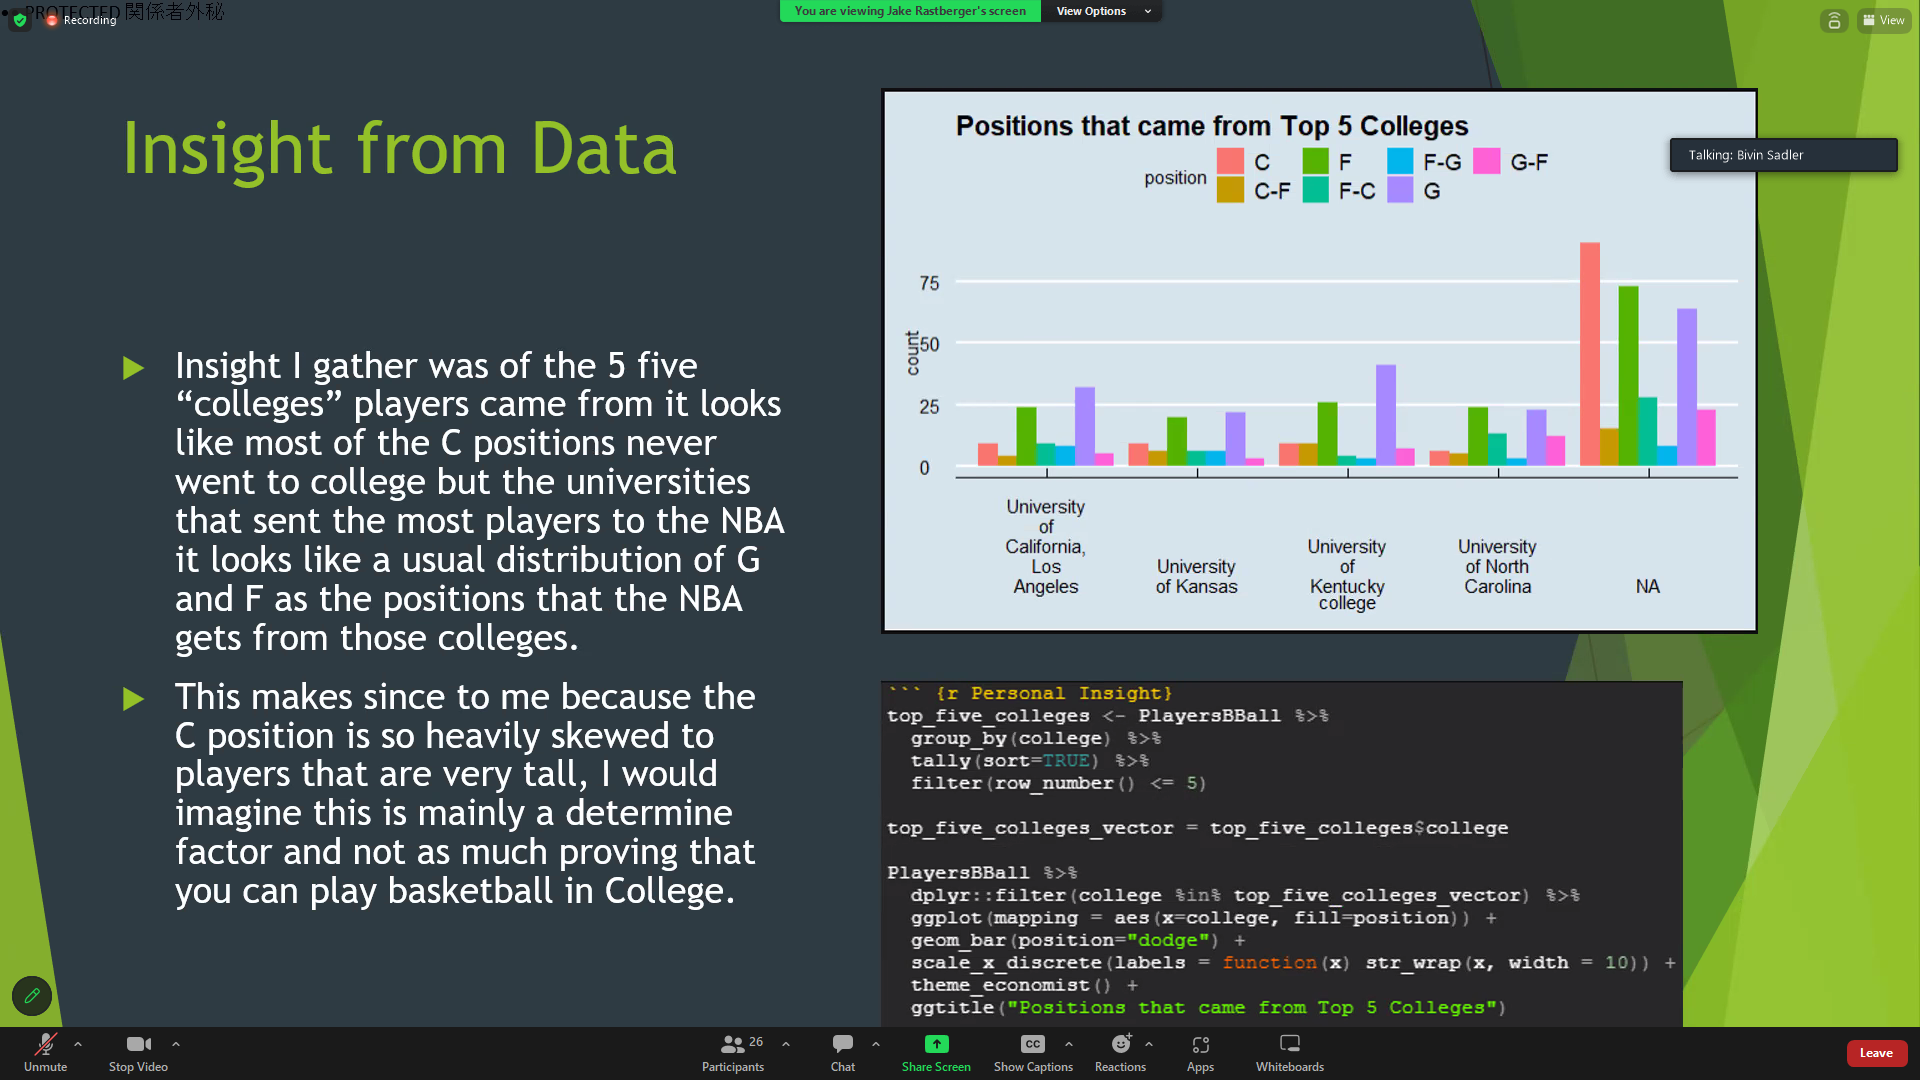 PROTECTED 関係者外秘
Recording
You are viewing Jake Rastberger's screen
View Options
View
Insight from Data
Insight I gather was of the 5 five
“colleges” players came from it looks
like most of the C positions never
went to college but the universities
that sent the most players to the NBA
it looks like a usual distribution of G
and F as the positions that the NBA
gets from those colleges.
This makes since to me because the
C position is so heavily skewed to
players that are very tall, I would
imagine this is mainly a determine
factor and not as much proving that
you can play basketball in College.
Positions that came from Top 5 Colleges
position
C F F-G G-F
C-F F-C G
Talking: Bivin Sadler
75
50
25
0
count
University
of
California,
Los
Angeles
University
of Kansas
University
of
Kentucky
University
of North
Carolina
NA
college
``` {r Personal Insight}
top_five_colleges <- PlayersBBall %>%
group_by(college) %>%
tally(sort=TRUE) %>%
filter(row_number() <= 5)
top_five_colleges_vector = top_five_colleges$college
PlayersBBall %>%
dplyr::filter(college %in% top_five_colleges_vector) %>%
ggplot(mapping = aes(x=college, fill=position)) +
geom_bar(position="dodge") +
scale_x_discrete(labels = function(x) str_wrap(x, width = 10)) +
theme_economist() +
ggtitle("Positions that came from Top 5 Colleges")
Unmute
Stop Video
26
Participants
Chat
Share Screen
CC
Show Captions
Reactions
Apps
Whiteboards
Leave